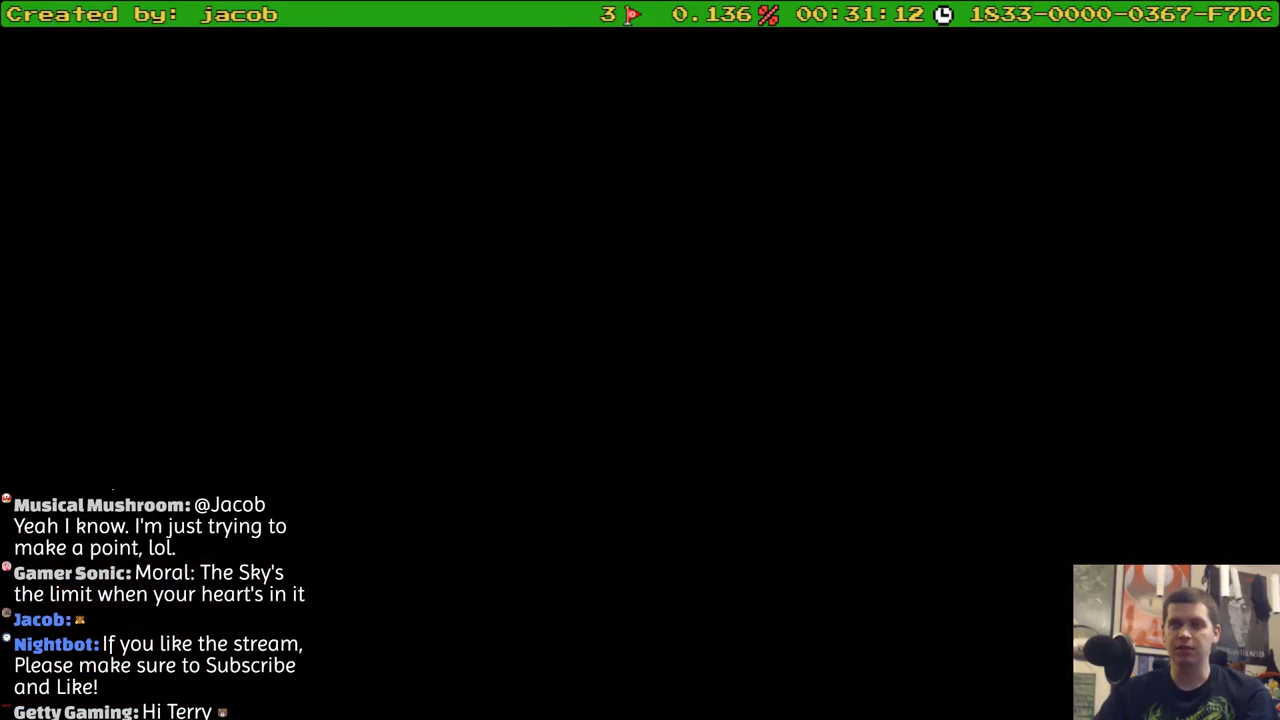 Created by: jacob 3 0.136 % 00:31:12 1833-0000-0367-F7DC
Musical Mushroom: @Jacob
Yeah I know. I'm just trying to
make a point, lol.
Gamer Sonic: Moral: The Sky's
the limit when your heart's in it
Jacob:
Nightbot: If you like the stream,
Please make sure to Subscribe
and Like!
Getty Gaming: Hi Terry